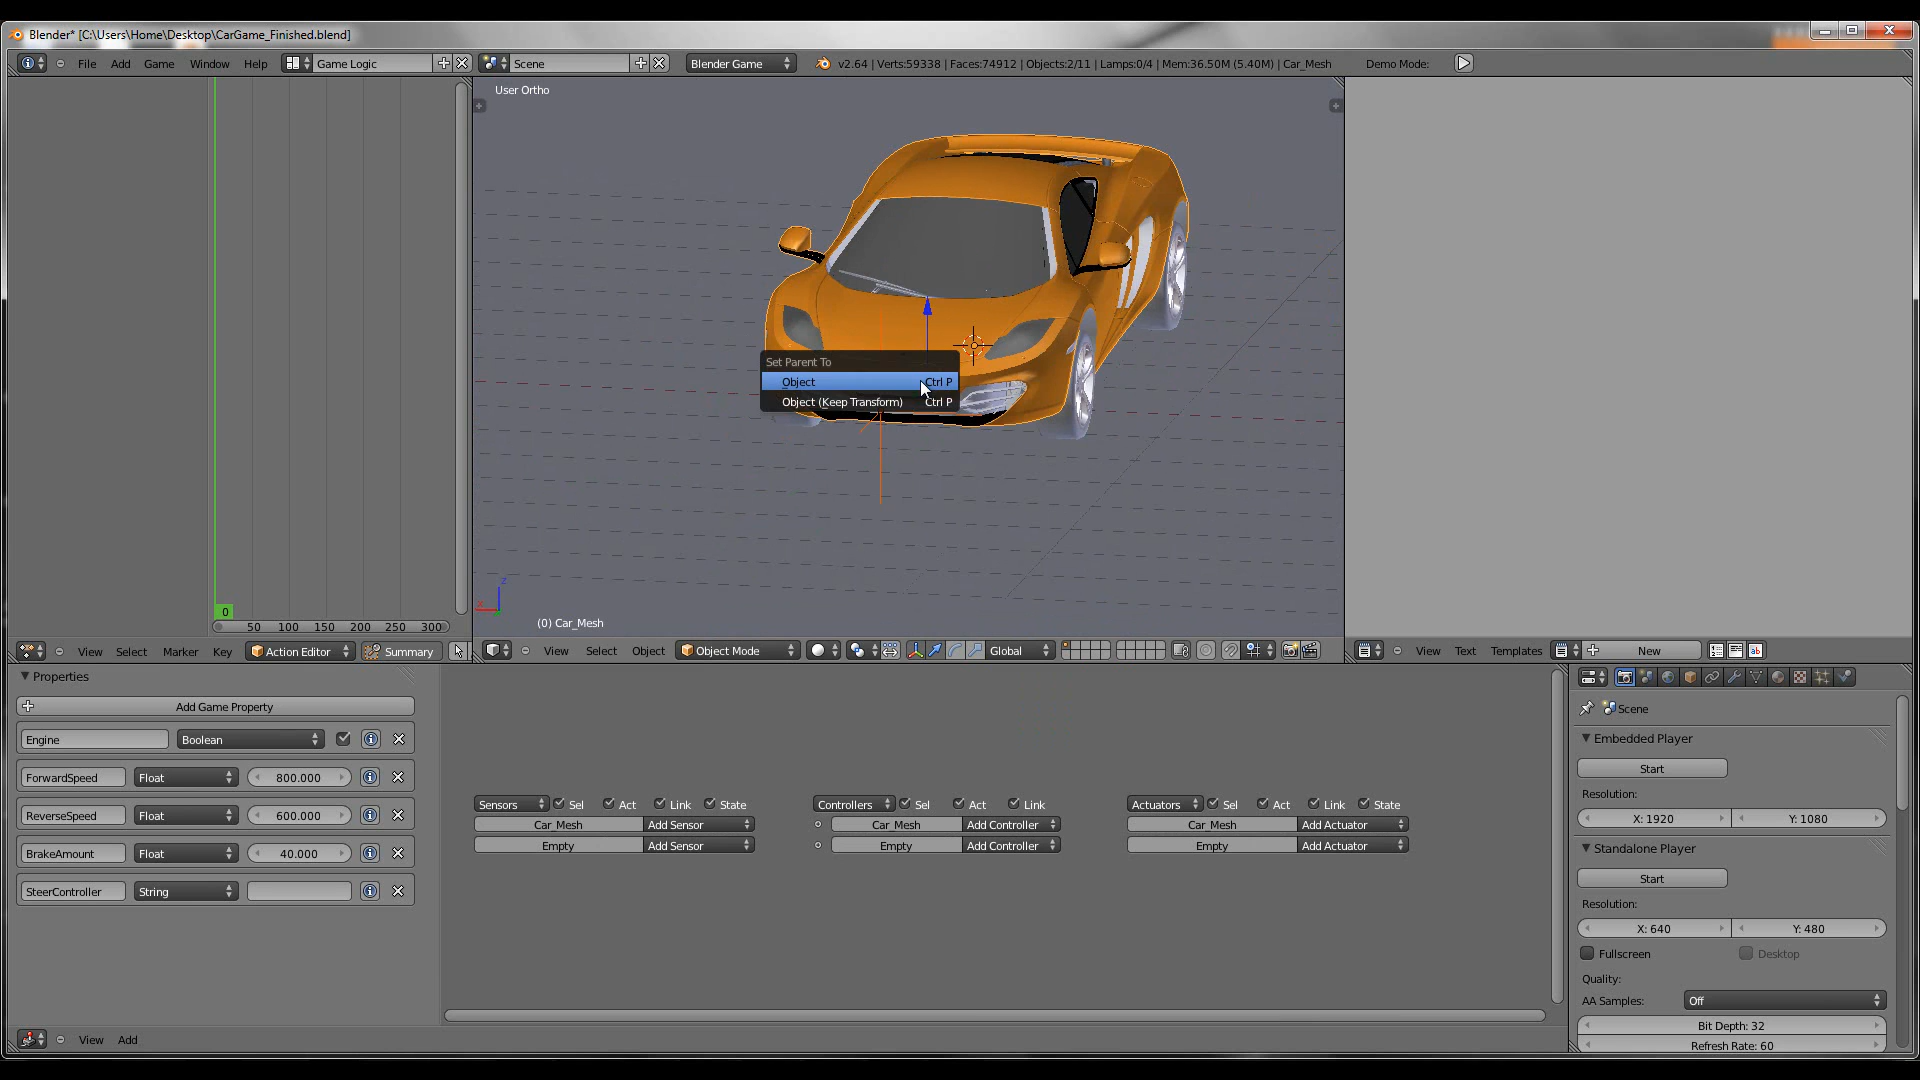 Blender* [C:\Users\Home\Desktop\CarGame_Finished.blend]
File Add Game Window Help Game Logic Scene Blender Game v2.64 | Verts:59338 | Faces:74912 | Objects:2/11 | Lamps:0/4 | Mem:36.50M (5.40M) | Car_Mesh Demo Mode:
User Ortho
Set Parent To
Object Ctrl P
Object (Keep Transform) Ctrl P
z
x
0
50 100 150 200 250 300
(0) Car_Mesh
View Select Marker Key Action Editor Summary
View Select Object Object Mode Global
View Text Templates New
Properties
Add Game Property
Engine Boolean
ForwardSpeed Float 800.000
ReverseSpeed Float 600.000
BrakeAmount Float 40.000
SteerController String
Sensors Sel Act Link State
Car_Mesh Add Sensor
Empty Add Sensor
Controllers Sel Act Link
Car_Mesh Add Controller
Empty Add Controller
Actuators Sel Act Link State
Car_Mesh Add Actuator
Empty Add Actuator
View Add
Scene
Embedded Player
Start
Resolution:
X: 1920 Y: 1080
Standalone Player
Start
Resolution:
X: 640 Y: 480
Fullscreen Desktop
Quality:
AA Samples: Off
Bit Depth: 32
Refresh Rate: 60